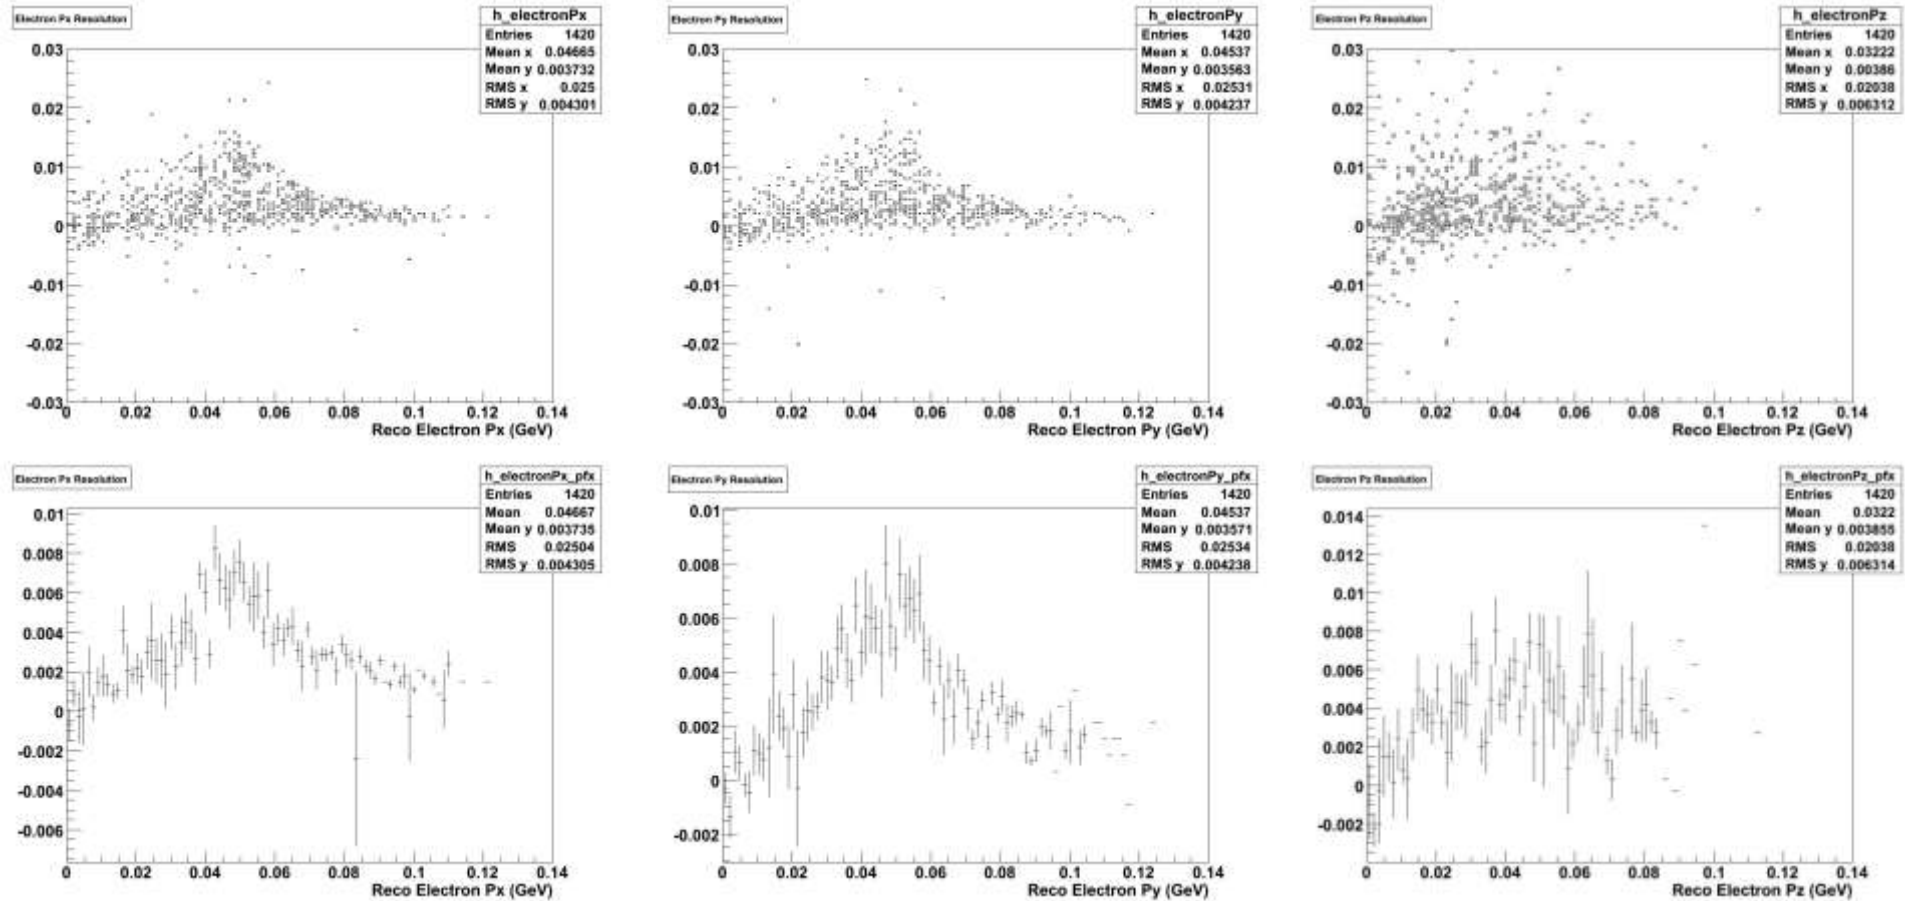 Electron Px Resolution
h_electronPx
Entries 1420
Mean x 0.04665
Mean y 0.003732
RMS x 0.025
RMS y 0.004301
0.03
0.02
0.01
0
-0.01
-0.02
-0.03
0 0.02 0.04 0.06 0.08 0.1 0.12 0.14
Reco Electron Px (GeV)
Electron Py Resolution
h_electronPy
Entries 1420
Mean x 0.04537
Mean y 0.003563
RMS x 0.02531
RMS y 0.004237
0.03
0.02
0.01
0
-0.01
-0.02
-0.03
0 0.02 0.04 0.06 0.08 0.1 0.12 0.14
Reco Electron Py (GeV)
Electron Pz Resolution
h_electronPz
Entries 1420
Mean x 0.03222
Mean y 0.00386
RMS x 0.02038
RMS y 0.006312
0.03
0.02
0.01
0
-0.01
-0.02
-0.03
0 0.02 0.04 0.06 0.08 0.1 0.12 0.14
Reco Electron Pz (GeV)
Electron Px Resolution
h_electronPx_pfx
Entries 1420
Mean 0.04667
Mean y 0.003735
RMS 0.02504
RMS y 0.004305
0.01
0.008
0.006
0.004
0.002
0
-0.002
-0.004
-0.006
0 0.02 0.04 0.06 0.08 0.1 0.12 0.14
Reco Electron Px (GeV)
Electron Py Resolution
h_electronPy_pfx
Entries 1420
Mean 0.04537
Mean y 0.003571
RMS 0.02534
RMS y 0.004238
0.01
0.008
0.006
0.004
0.002
0
-0.002
0 0.02 0.04 0.06 0.08 0.1 0.12 0.14
Reco Electron Py (GeV)
Electron Pz Resolution
h_electronPz_pfx
Entries 1420
Mean 0.0322
Mean y 0.003855
RMS 0.02038
RMS y 0.006314
0.014
0.012
0.01
0.008
0.006
0.004
0.002
0
-0.002
0 0.02 0.04 0.06 0.08 0.1 0.12 0.14
Reco Electron Pz (GeV)